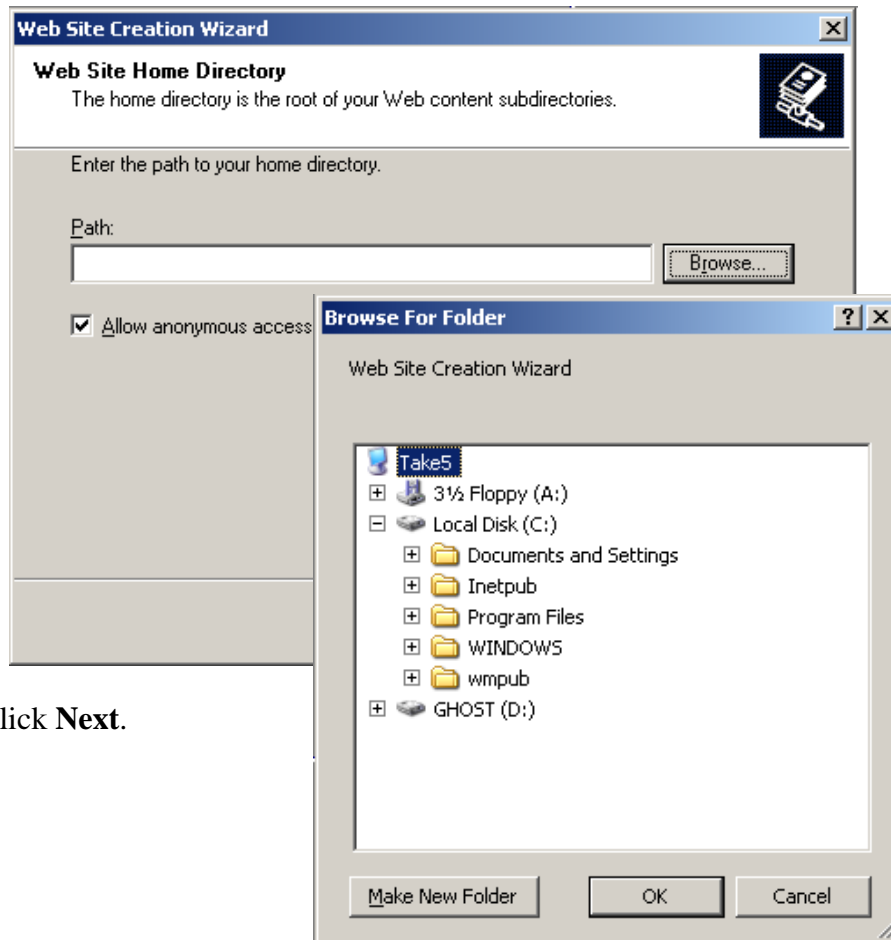 Web Site Creation Wizard
Web Site Home Directory
The home directory is the root of your Web content subdirectories.
Enter the path to your home directory.
Path:
Browse...
Allow anonymous access
Browse For Folder
Web Site Creation Wizard
Take5
3½ Floppy (A:)
Local Disk (C:)
Documents and Settings
Inetpub
Program Files
WINDOWS
wmpub
GHOST (D:)
Make New Folder
OK
Cancel
lick Next.